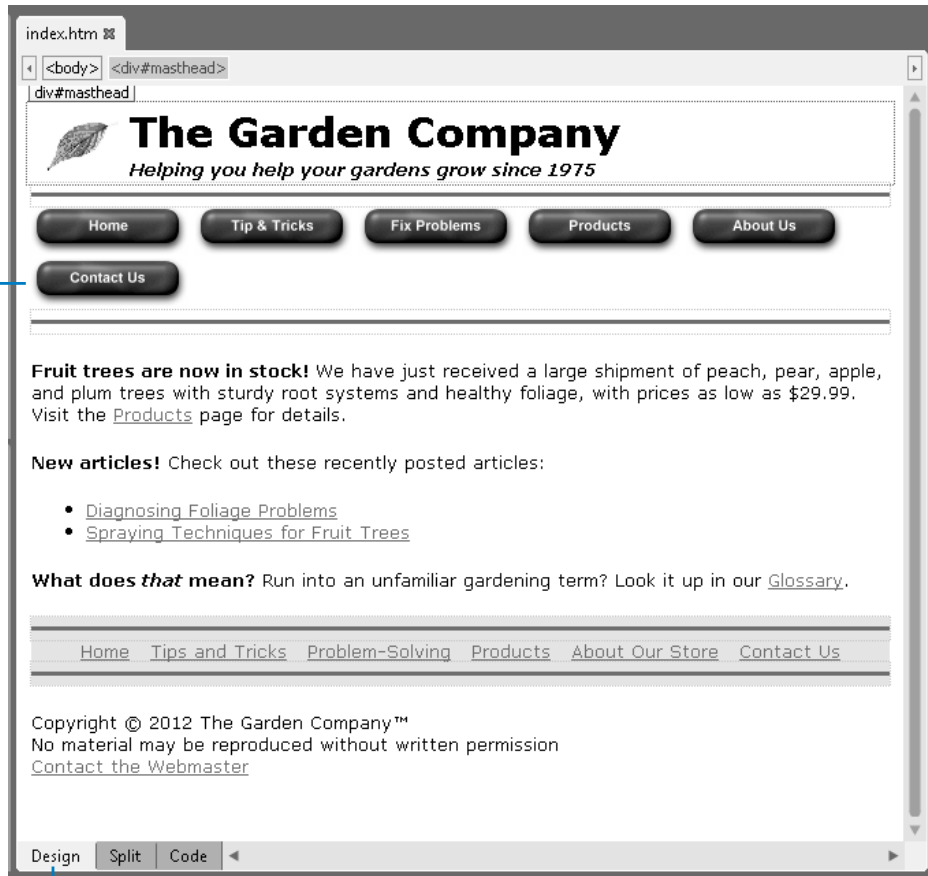 index.htm
<body> <div#masthead>
div#masthead
The Garden Company
Helping you help your gardens grow since 1975
Home Tip & Tricks Fix Problems Products About Us
Contact Us
Fruit trees are now in stock! We have just received a large shipment of peach, pear, apple,
and plum trees with sturdy root systems and healthy foliage, with prices as low as $29.99.
Visit the Products page for details.
New articles! Check out these recently posted articles:
• Diagnosing Foliage Problems
• Spraying Techniques for Fruit Trees
What does that mean? Run into an unfamiliar gardening term? Look it up in our Glossary.
Home Tips and Tricks Problem-Solving Products About Our Store Contact Us
Copyright © 2012 The Garden Company™
No material may be reproduced without written permission
Contact the Webmaster
Design Split Code